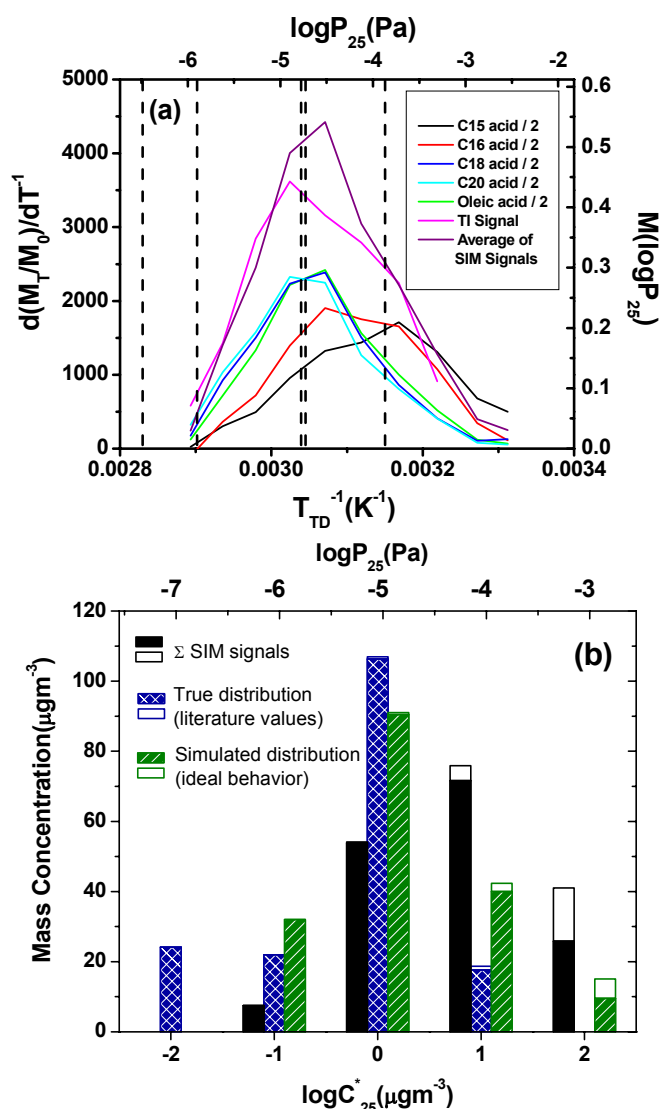 logP25(Pa)
-6 -5 -4 -3 -2
5000
4000
3000
2000
1000
0
d(MT/M0)/dT-1
(a)
C15 acid / 2
C16 acid / 2
C18 acid / 2
C20 acid / 2
Oleic acid / 2
TI Signal
Average of
SIM Signals
0.6
0.5
0.4
0.3
0.2
0.1
0.0
M(logP25)
0.0028 0.0030 0.0032 0.0034
TTD-1(K-1)
logP25(Pa)
-7 -6 -5 -4 -3
120
100
80
60
40
20
0
Mass Concentration(µgm-3)
(b)
Σ SIM signals
True distribution
(literature values)
Simulated distribution
(ideal behavior)
-2 -1 0 1 2
logC*25(µgm-3)